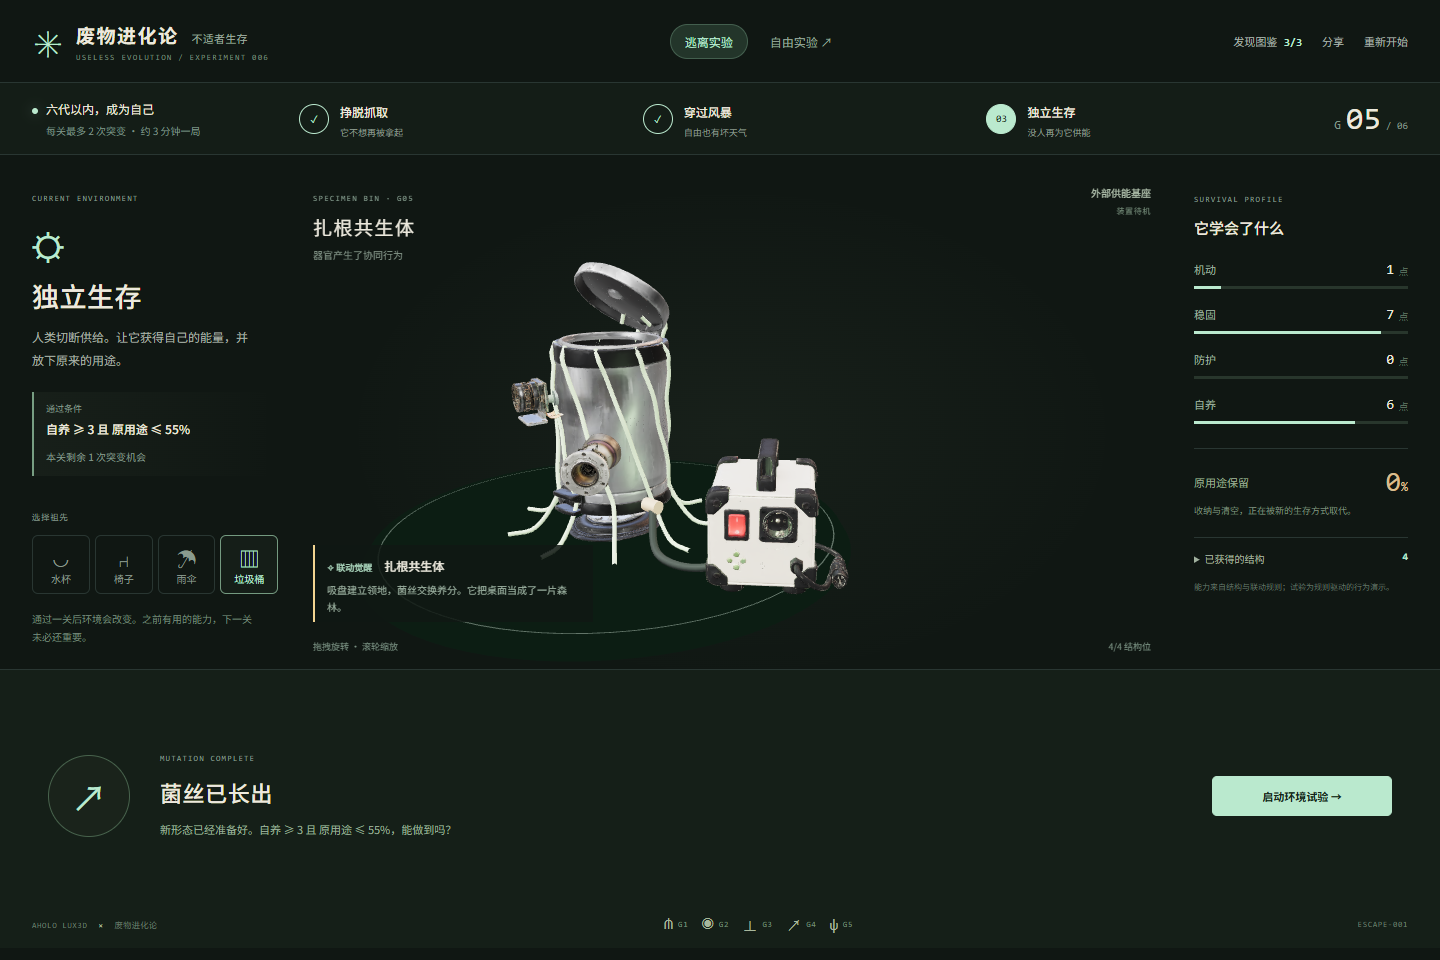 废物进化论 不适者生存
USELESS EVOLUTION / EXPERIMENT 006
逃离实验 自由实验 ↗
发现图鉴 3/3 分享 重新开始
六代以内，成为自己
每关最多 2 次突变 · 约 3 分钟一局
✓ 挣脱抓取
它不想再被拿起
✓ 穿过风暴
自由也有坏天气
03 独立生存
没人再为它供能
G 05 / 06
CURRENT ENVIRONMENT
独立生存
人类切断供给。让它获得自己的能量，并
放下原来的用途。
通过条件
自养 ≥ 3 且 原用途 ≤ 55%
本关剩余 1 次突变机会
选择祖先
水杯 椅子 雨伞 垃圾桶
通过一关后环境会改变。之前有用的能力，下一关
未必还重要。
SPECIMEN BIN · G05
扎根共生体
器官产生了协同行为
外部供能基座
装置待机
✧ 联动觉醒 扎根共生体
吸盘建立领地，菌丝交换养分。它把桌面当成了一片森
林。
拖拽旋转 · 滚轮缩放
4/4 结构位
SURVIVAL PROFILE
它学会了什么
机动 1 点
稳固 7 点
防护 0 点
自养 6 点
原用途保留 0%
收纳与清空，正在被新的生存方式取代。
▶ 已获得的结构 4
能力来自结构与联动规则；试验为规则驱动的行为演示。
MUTATION COMPLETE
菌丝已长出
新形态已经准备好。自养 ≥ 3 且 原用途 ≤ 55%，能做到吗？
启动环境试验 →
AHOLO LUX3D × 废物进化论
G1 G2 G3 G4 G5
ESCAPE-001